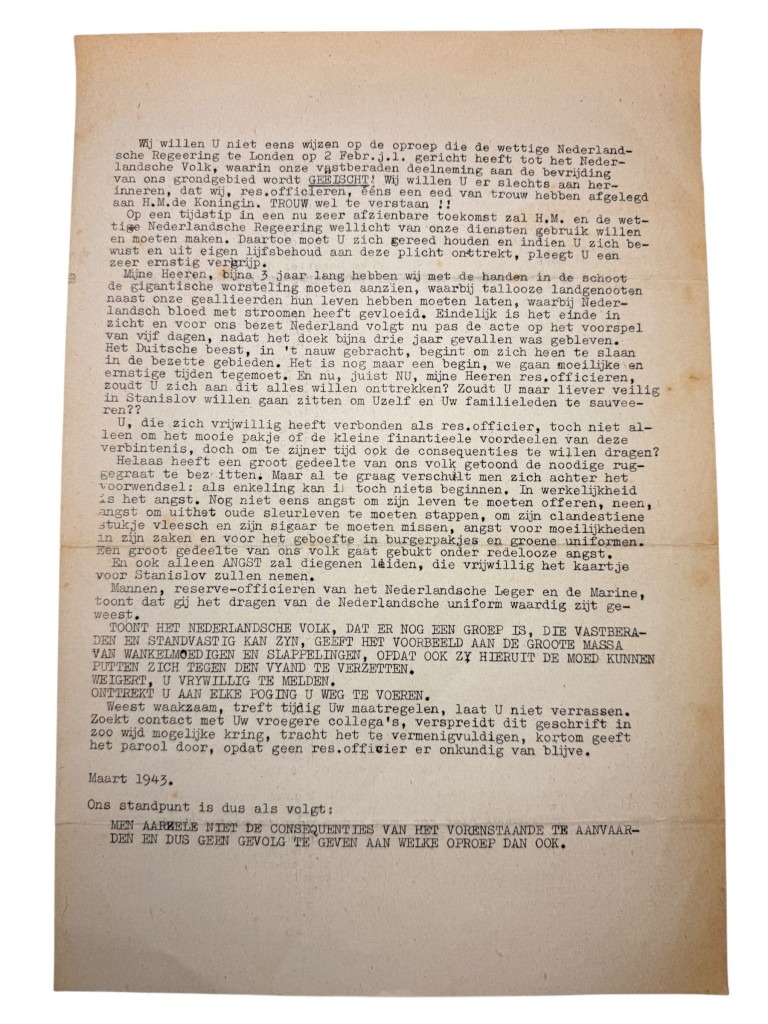 Wij willen U niet eens wijzen op de oproep die de wettige Nederland-
sche Regeering te Londen op 2 Febr.j.l. gericht heeft tot het Neder-
landsche Volk, waarin onze vastberaden deelneming aan de bevrijding
van ons grondgebied wordt GEEISCHT! Wij willen U er slechts aan her-
inneren, dat wij, res.officieren, ééns een eed van trouw hebben afgelegd
aan H.M.de Koningin. TROUW wel te verstaan !!
Op een tijdstip in een nu zeer afzienbare toekomst zal H.M. en de wet-
tige Nederlandsche Regeering wellicht van onze diensten gebruik willen
en moeten maken. Daartoe moet U zich gereed houden en indien U zich be-
wust en uit eigen lijfsbehoud aan deze plicht onttrekt, pleegt U een
zeer ernstig vergrijp.
Mijne Heeren, bijna 3 jaar lang hebben wij met de handen in de schoot
de gigantische worsteling moeten aanzien, waarbij tallooze landgenooten
naast onze geallieerden hun leven hebben moeten laten, waarbij Neder-
landsch bloed met stroomen heeft gevloeid. Eindelijk is het einde in
zicht en voor ons bezet Nederland volgt nu pas de acte op het voorspel
van vijf dagen, nadat het doek bijna drie jaar gevallen was gebleven.
Het Duitsche beest, in 't nauw gebracht, begint om zich heen te slaan
in de bezette gebieden. Het is nog maar een begin, we gaan moeilijke en
ernstige tijden tegemoet. En nu, juist NU, mijne Heeren res.officieren,
zoudt U zich aan dit alles willen onttrekken? Zoudt U maar liever veilig
in Stanislov willen gaan zitten om Uzelf en Uw familieleden te sauvee-
ren??
U, die zich vrijwillig heeft verbonden als res.officier, toch niet al-
leen om het mooie pakje of de kleine finantieele voordeelen van deze
verbintenis, doch om te zijner tijd ook de consequenties te willen dragen?
Helaas heeft een groot gedeelte van ons volk getoond de noodige rug-
gegraat te bezitten. Maar al te graag verschuilt men zich achter het
voorwendsel: als enkeling kan ik toch niets beginnen. In werkelijkheid
is het angst. Nog niet eens angst om zijn leven te moeten offeren, neen,
angst om uithet oude sleurleven te moeten stappen, om zijn clandestiene
stukje vleesch en zijn sigaar te moeten missen, angst voor moeilijkheden
in zijn zaken en voor het geboefte in burgerpakjes en groene uniformen.
Een groot gedeelte van ons volk gaat gebukt onder redelooze angst.
En ook alleen ANGST zal diegenen leiden, die vrijwillig het kaartje
voor Stanislov zullen nemen.
Mannen, reserve-officieren van het Nederlandsche Leger en de Marine,
toont dat gij het dragen van de Nederlandsche uniform waardig zijt ge-
weest.
TOONT HET NEDERLANDSCHE VOLK, DAT ER NOG EEN GROEP IS, DIE VASTBERA-
DEN EN STANDVASTIG KAN ZYN, GEEFT HET VOORBEELD AAN DE GROOTE MASSA
VAN WANKELMOEDIGEN EN SLAPPELINGEN, OPDAT OOK ZY HIERUIT DE MOED KUNNEN
PUTTEN ZICH TEGEN DEN VYAND TE VERZETTEN.
WEIGERT, U VRYWILLIG TE MELDEN.
ONTTREKT U AAN ELKE POGING U WEG TE VOEREN.
Weest waakzaam, treft tijdig Uw maatregelen, laat U niet verrassen.
Zoekt contact met Uw vroegere collega's, verspreidt dit geschrift in
zoo wijd mogelijke kring, tracht het te vermenigvuldigen, kortom geeft
het parool door, opdat geen res.officier er onkundig van blijve.
Maart 1943.
Ons standpunt is dus als volgt:
MEN AARZELE NIET DE CONSEQUENTIES VAN HET VORENSTAANDE TE AANVAAR-
DEN EN DUS GEEN GEVOLG TE GEVEN AAN WELKE OPROEP DAN OOK.